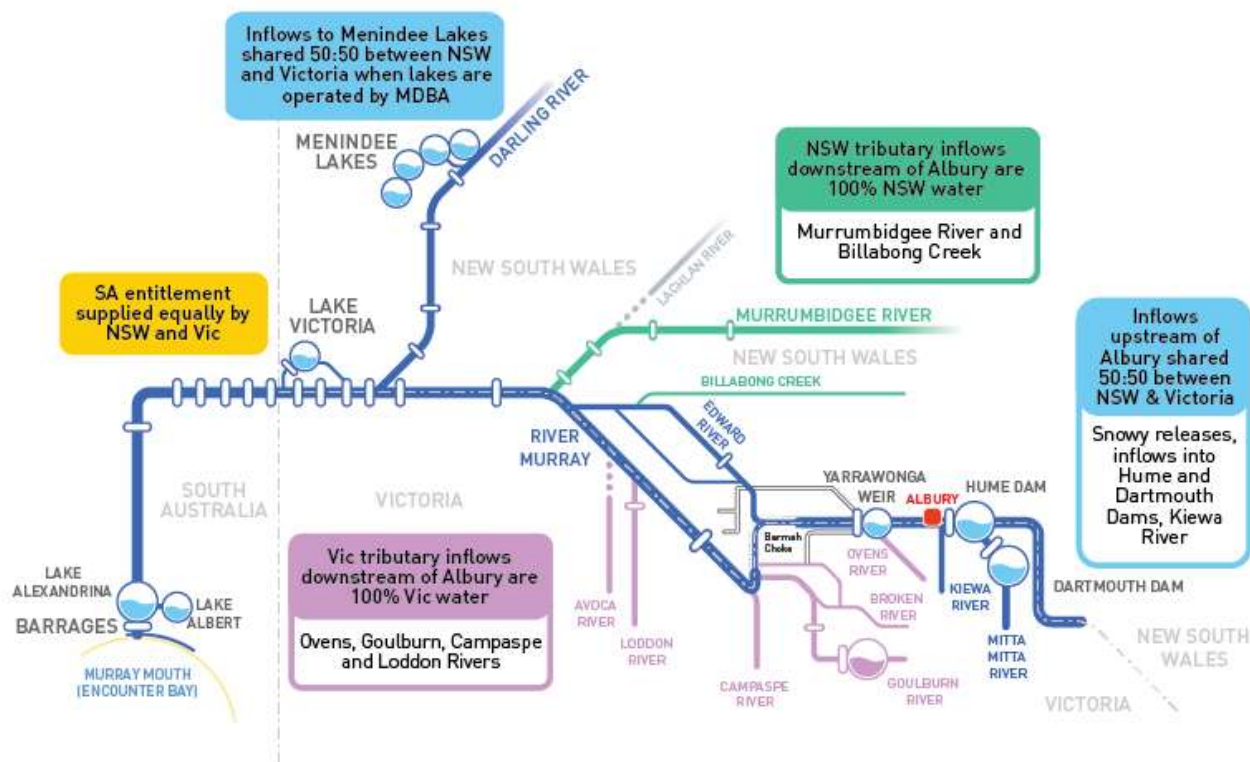 Inflows to Menindee Lakes
shared 50:50 between NSW
and Victoria when lakes are
operated by MDBA
MENINDEE
LAKES
DARLING RIVER
NSW tributary inflows
downstream of Albury are
100% NSW water
Murrumbidgee River and
Billabong Creek
NEW SOUTH WALES
LACHLAN RIVER
SA entitlement
supplied equally by
NSW and Vic
LAKE
VICTORIA
MURRUMBIDGEE RIVER
NEW SOUTH WALES
BILLABONG CREEK
Inflows
upstream of
Albury shared
50:50 between
NSW & Victoria
Snowy releases,
inflows into
Hume and
Dartmouth
Dams, Kiewa
River
EDWARD
RIVER
RIVER
MURRAY
YARRAWONGA
WEIR
ALBURY
HUME DAM
SOUTH
AUSTRALIA
VICTORIA
Barmah
Choke
Vic tributary inflows
downstream of Albury are
100% Vic water
Ovens, Goulburn, Campaspe
and Loddon Rivers
OVENS
RIVER
KIEWA
RIVER
DARTMOUTH DAM
LAKE
ALEXANDRINA
LAKE
ALBERT
BARRAGES
AVOCA
RIVER
LODDON
RIVER
BROKEN
RIVER
MITTA
MITTA
RIVER
NEW SOUTH
WALES
MURRAY MOUTH
(ENCOUNTER BAY)
CAMPASPE
RIVER
GOULBURN
RIVER
VICTORIA